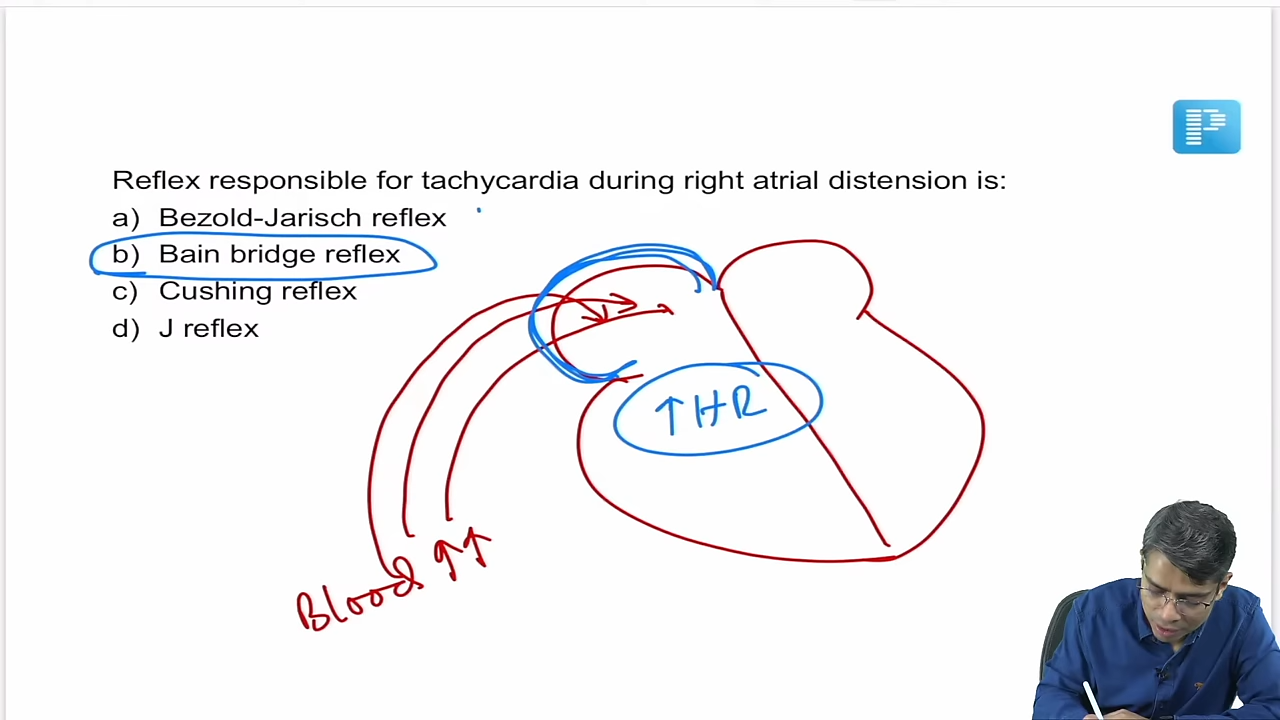 Reflex responsible for tachycardia during right atrial distension is:
a) Bezold-Jarisch reflex
b) Bain bridge reflex
c) Cushing reflex
d) J reflex
↑ HR
Blood ↑↑
P